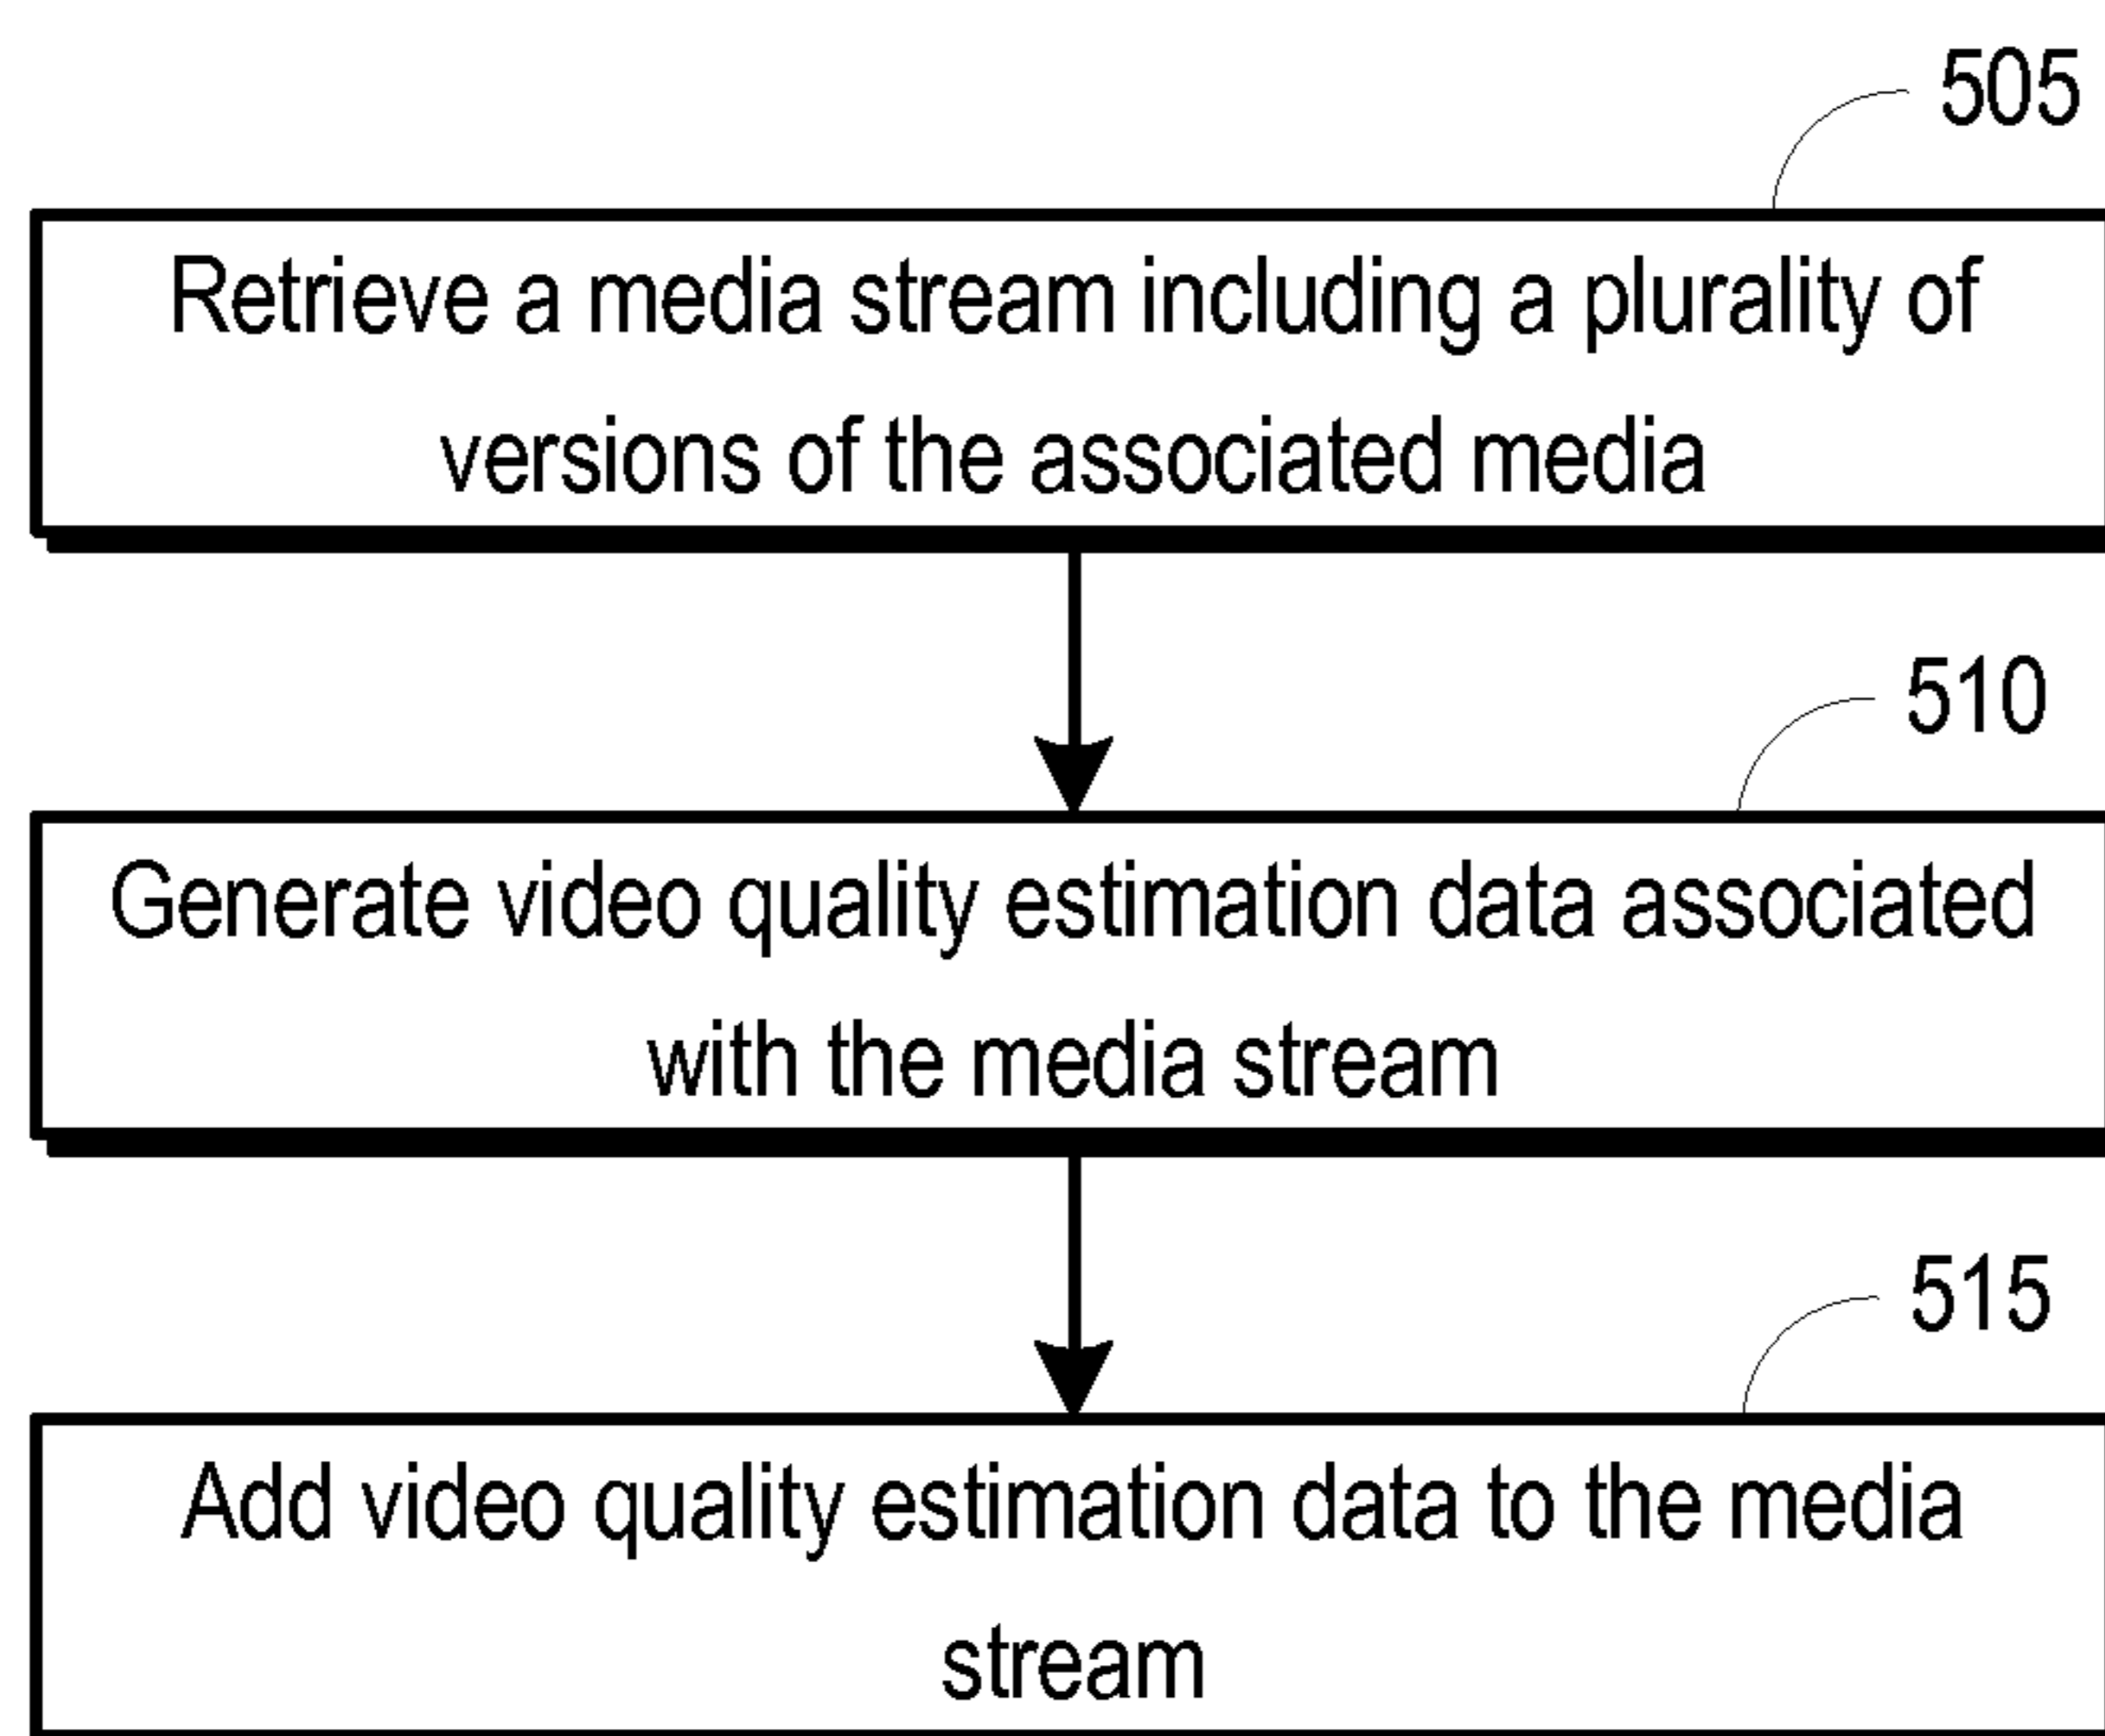 505
Retrieve a media stream including a plurality of
versions of the associated media
510
Generate video quality estimation data associated
with the media stream
515
Add video quality estimation data to the media
stream